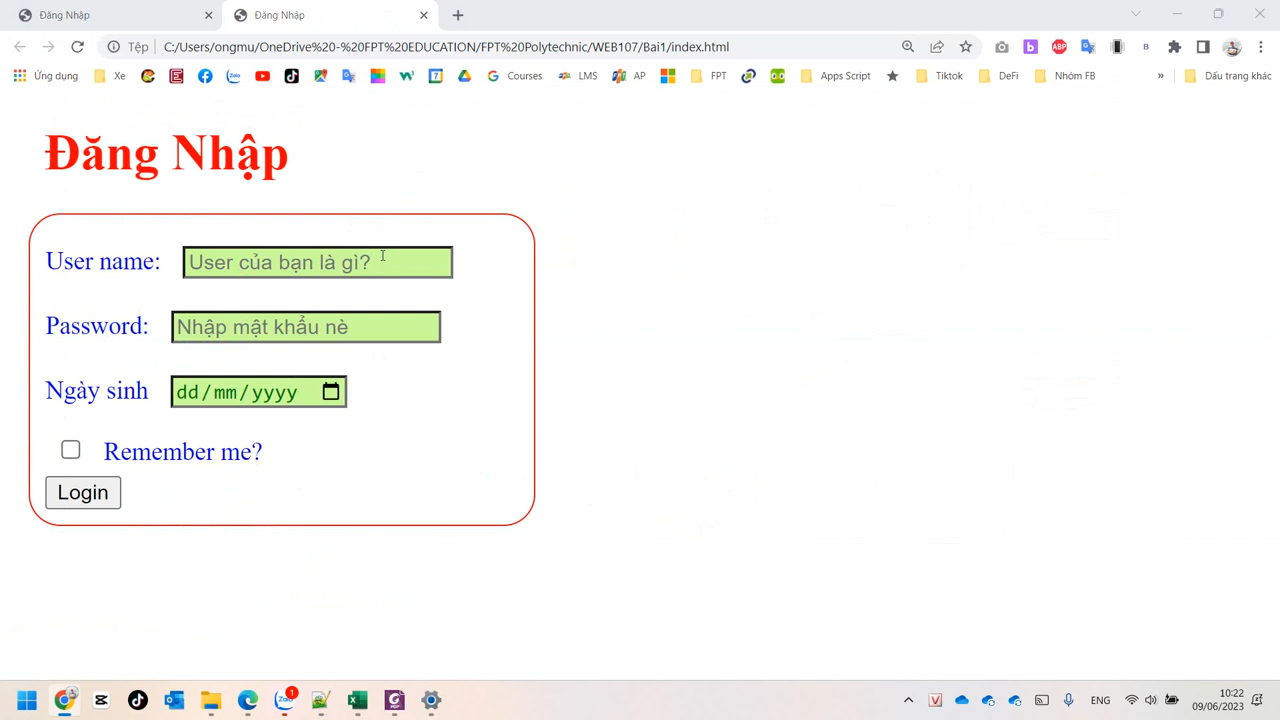 Đăng Nhập
Đăng Nhập
Tệp C:/Users/ongmu/OneDrive%20-%20FPT%20EDUCATION/FPT%20Polytechnic/WEB107/Bai1/index.html
Ứng dụng Xe Courses LMS AP FPT Apps Script Tiktok DeFi Nhóm FB » Dấu trang khác
Đăng Nhập
User name: User của bạn là gì?
Password: Nhập mật khẩu nè
Ngày sinh dd/mm/yyyy
Remember me?
Login
ENG 10:22
09/06/2023